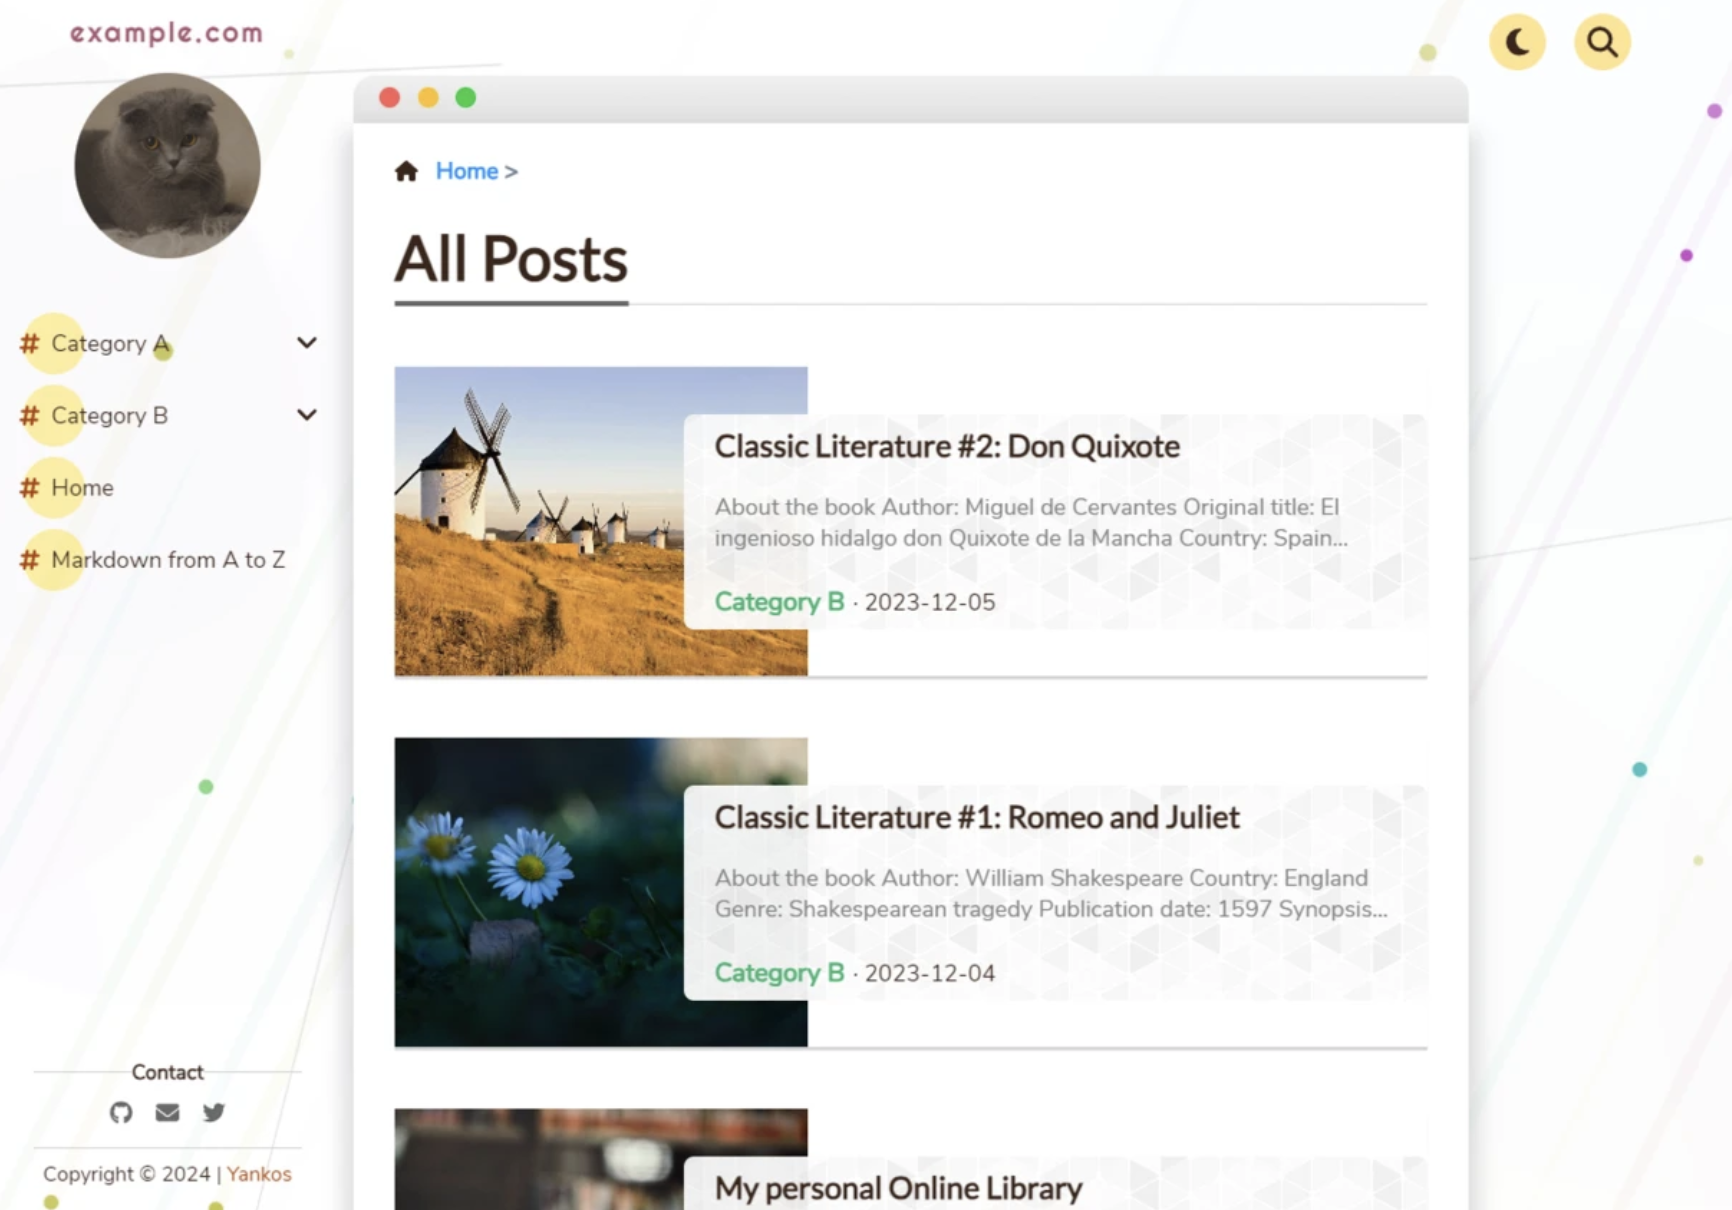 example.com
# Category A
# Category B
# Home
# Markdown from A to Z
Contact
Copyright © 2024 | Yankos
Home >
All Posts
Classic Literature #2: Don Quixote
About the book Author: Miguel de Cervantes Original title: El
ingenioso hidalgo don Quixote de la Mancha Country: Spain...
Category B · 2023-12-05
Classic Literature #1: Romeo and Juliet
About the book Author: William Shakespeare Country: England
Genre: Shakespearean tragedy Publication date: 1597 Synopsis...
Category B · 2023-12-04
My personal Online Library